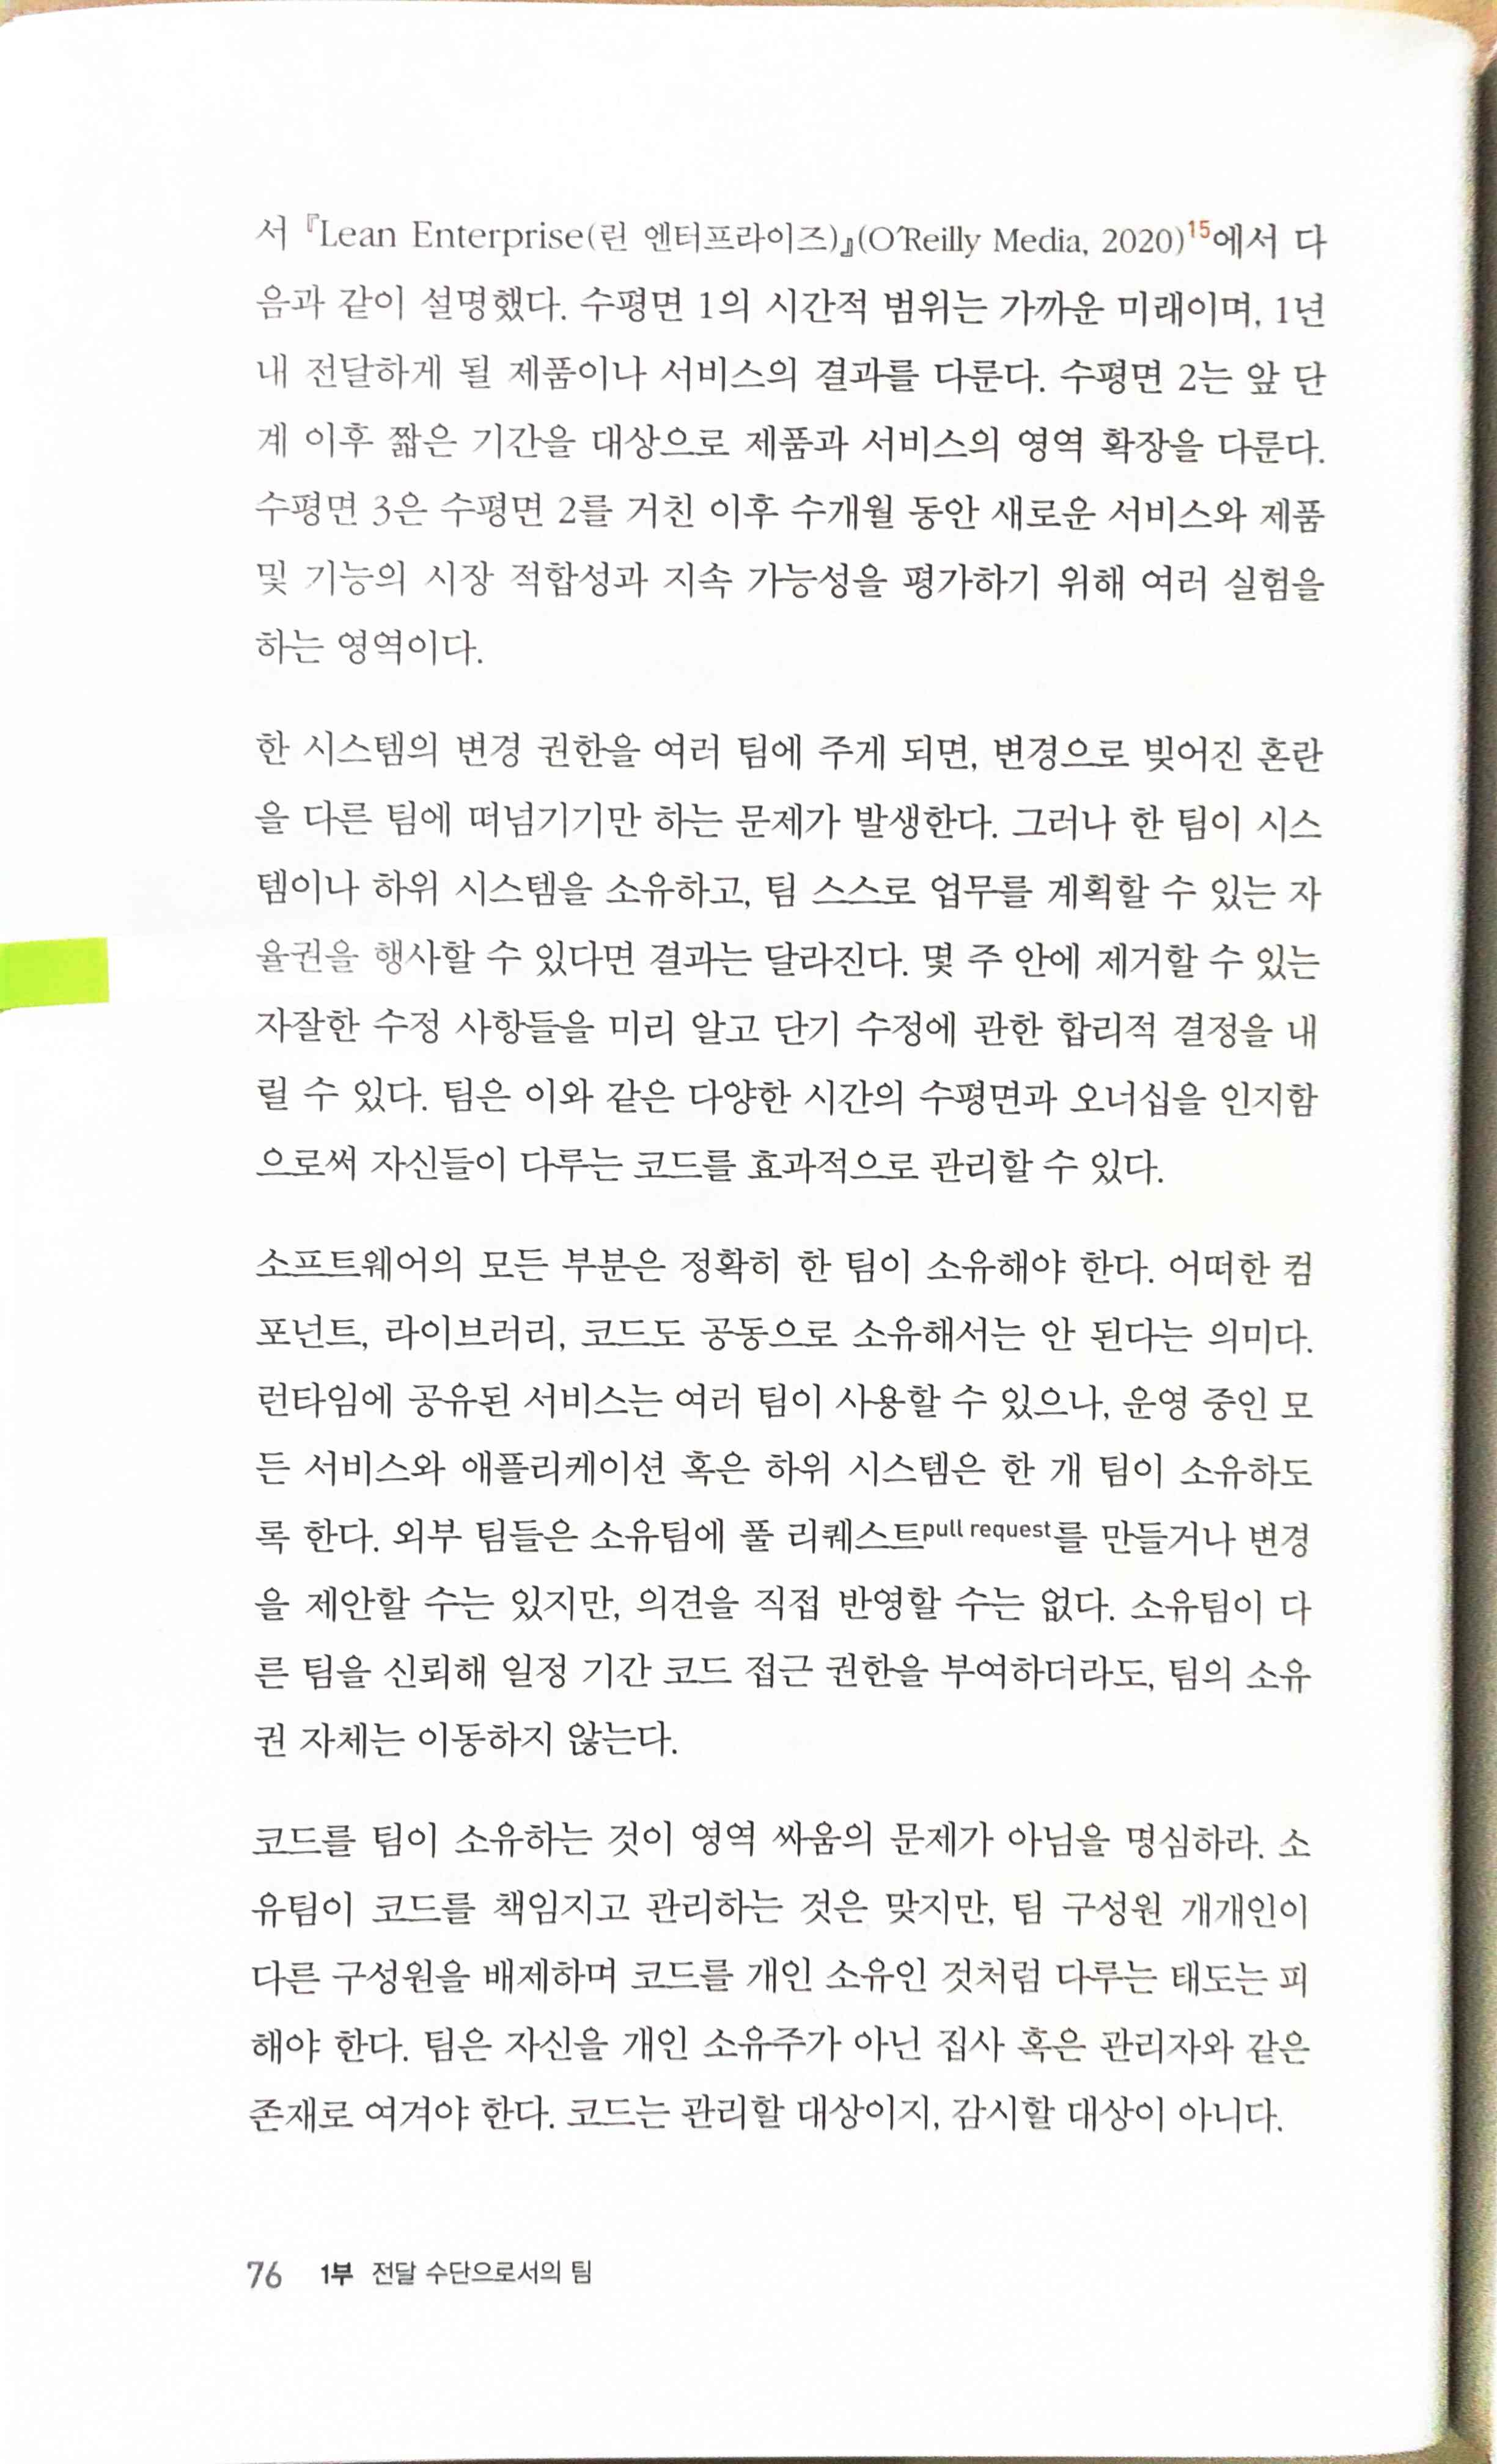 서 『Lean Enterprise(린 엔터프라이즈)』(O'Reilly Media, 2020)15에서 다
음과 같이 설명했다. 수평면 1의 시간적 범위는 가까운 미래이며, 1년
내 전달하게 될 제품이나 서비스의 결과를 다룬다. 수평면 2는 앞 단
계 이후 짧은 기간을 대상으로 제품과 서비스의 영역 확장을 다룬다.
수평면 3은 수평면 2를 거친 이후 수개월 동안 새로운 서비스와 제품
및 기능의 시장 적합성과 지속 가능성을 평가하기 위해 여러 실험을
하는 영역이다.
한 시스템의 변경 권한을 여러 팀에 주게 되면, 변경으로 빚어진 혼란
을 다른 팀에 떠넘기기만 하는 문제가 발생한다. 그러나 한 팀이 시스
템이나 하위 시스템을 소유하고, 팀 스스로 업무를 계획할 수 있는 자
율권을 행사할 수 있다면 결과는 달라진다. 몇 주 안에 제거할 수 있는
자잘한 수정 사항들을 미리 알고 단기 수정에 관한 합리적 결정을 내
릴 수 있다. 팀은 이와 같은 다양한 시간의 수평면과 오너십을 인지함
으로써 자신들이 다루는 코드를 효과적으로 관리할 수 있다.
소프트웨어의 모든 부분은 정확히 한 팀이 소유해야 한다. 어떠한 컴
포넌트, 라이브러리, 코드도 공동으로 소유해서는 안 된다는 의미다.
런타임에 공유된 서비스는 여러 팀이 사용할 수 있으나, 운영 중인 모
든 서비스와 애플리케이션 혹은 하위 시스템은 한 개 팀이 소유하도
록 한다. 외부 팀들은 소유팀에 풀 리퀘스트pull request를 만들거나 변경
을 제안할 수는 있지만, 의견을 직접 반영할 수는 없다. 소유팀이 다
른 팀을 신뢰해 일정 기간 코드 접근 권한을 부여하더라도, 팀의 소유
권 자체는 이동하지 않는다.
코드를 팀이 소유하는 것이 영역 싸움의 문제가 아님을 명심하라. 소
유팀이 코드를 책임지고 관리하는 것은 맞지만, 팀 구성원 개개인이
다른 구성원을 배제하며 코드를 개인 소유인 것처럼 다루는 태도는 피
해야 한다. 팀은 자신을 개인 소유주가 아닌 집사 혹은 관리자와 같은
존재로 여겨야 한다. 코드는 관리할 대상이지, 감시할 대상이 아니다.
76 1부 전달 수단으로서의 팀